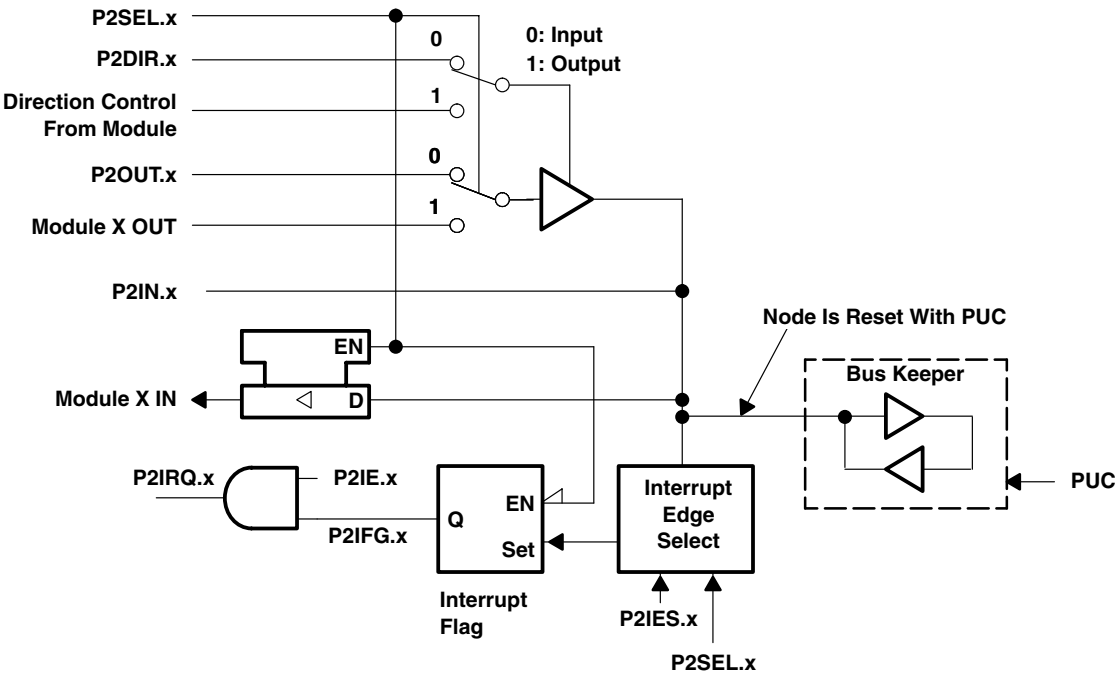 P2SEL.x
0
P2DIR.x
0: Input
1: Output
Direction Control
From Module
1
P2OUT.x
0
Module X OUT
1
P2IN.x
Node Is Reset With PUC
EN
Bus Keeper
Module X IN
D
P2IRQ.x
P2IE.x
P2IFG.x
Q
EN
Set
Interrupt
Edge
Select
PUC
Interrupt
Flag
P2IES.x
P2SEL.x